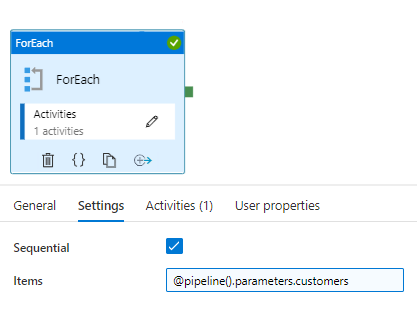 ForEach
ForEach
Activities
1 activities
General Settings Activities (1) User properties
Sequential
Items @pipeline().parameters.customers